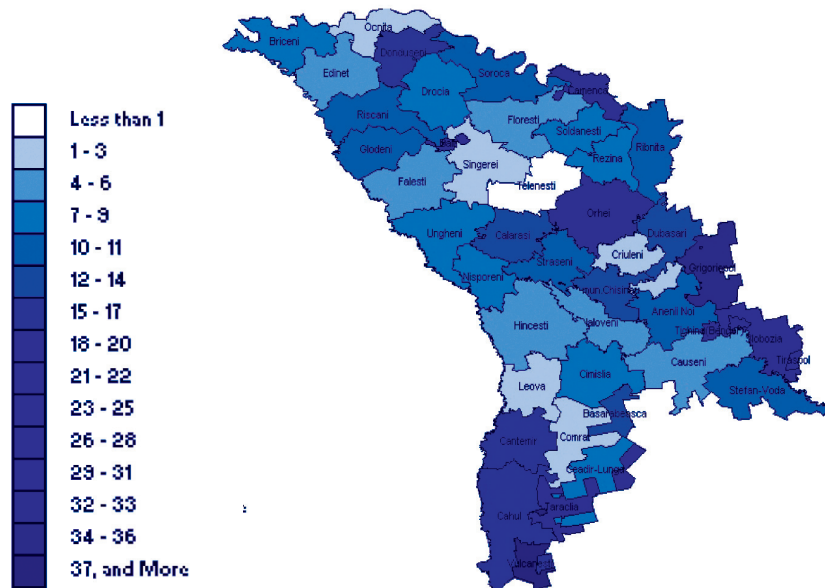 Less than 1
1 - 3
4 - 6
7 - 9
10 - 11
12 - 14
15 - 17
18 - 20
21 - 22
23 - 25
26 - 28
29 - 31
32 - 33
34 - 36
37, and More
Ocnita
Briceni
Donduseni
Edinet
Soroca
Drocia
Camenca
Riscani
Floresti
Soldanesti
Glodeni
Ribnita
Singerei
Rezina
Falesti
Telenesti
Orhei
Ungheni
Calarasi
Dubasari
Straseni
Criuleni
Grigoriopol
Nisporeni
Chisinau
Anenii Noi
Hincesti
Ialoveni
Tighina
Slobozia
Causeni
Tiraspol
Leova
Cimislia
Stefan-Voda
Basarabeasca
Cantemir
Comrat
Ceadir-Lunga
Cahul
Taraclia
Vulcanesti